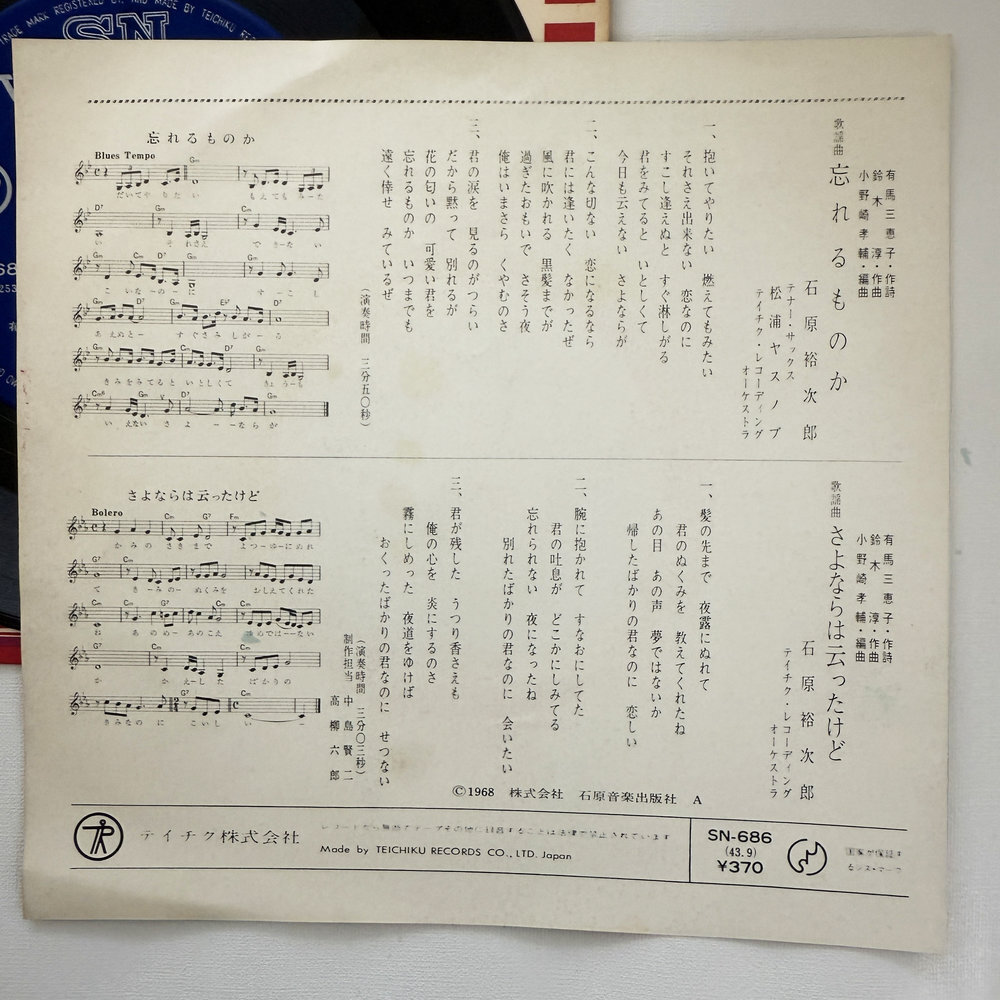 TRADE MARK REGISTERED BY, AND MADE BY TEICHIKU REC
SN
歌謡曲 忘れるものか
有馬三恵子・作詩
鈴木淳・作曲
小野崎孝輔・編曲
石原裕次郎
テナー・サックス
松浦ヤスノブ
テイチク・レコーディング
オーケストラ
一、抱いてやりたい 燃えてもみたい
それさえ出来ない 恋なのに
すこし逢えぬと すぐ淋しがる
君をみてると いとしくて
今日も云えない さよならが
二、こんな切ない 恋になるなら
君には逢いたく なかったぜ
風に吹かれる 黒髪までが
過ぎたおもいで さそう夜
俺はいまさら くやむのさ
三、君の涙を 見るのがつらい
だから黙って 別れるが
花の匂いの 可愛い君を
忘れるものか いつまでも
遠く倖せ みているぜ
(演奏時間 三分五〇秒)
忘れるものか
Blues Tempo
歌謡曲 さよならは云ったけど
有馬三恵子・作詩
鈴木淳・作曲
小野崎孝輔・編曲
石原裕次郎
テイチク・レコーディング
オーケストラ
一、髪の先まで 夜露にぬれて
君のぬくみを 教えてくれたね
あの日 あの声 夢ではないか
帰したばかりの君なのに 恋しい
二、腕に抱かれて すなおにしてた
君の吐息が どこかにしみてる
忘れられない 夜になったね
別れたばかりの君なのに 会いたい
三、君が残した うつり香さえも
俺の心を 炎にするのさ
霧にしめった 夜道をゆけば
おくったばかりの君なのに せつない
(演奏時間 三分〇三秒)
制作担当 中島賢二
高柳六郎
さよならは云ったけど
Bolero
©1968 株式会社 石原音楽出版社 A
テイチク株式会社
Made by TEICHIKU RECORDS CO., LTD. Japan
SN-686
(43.9)
¥370